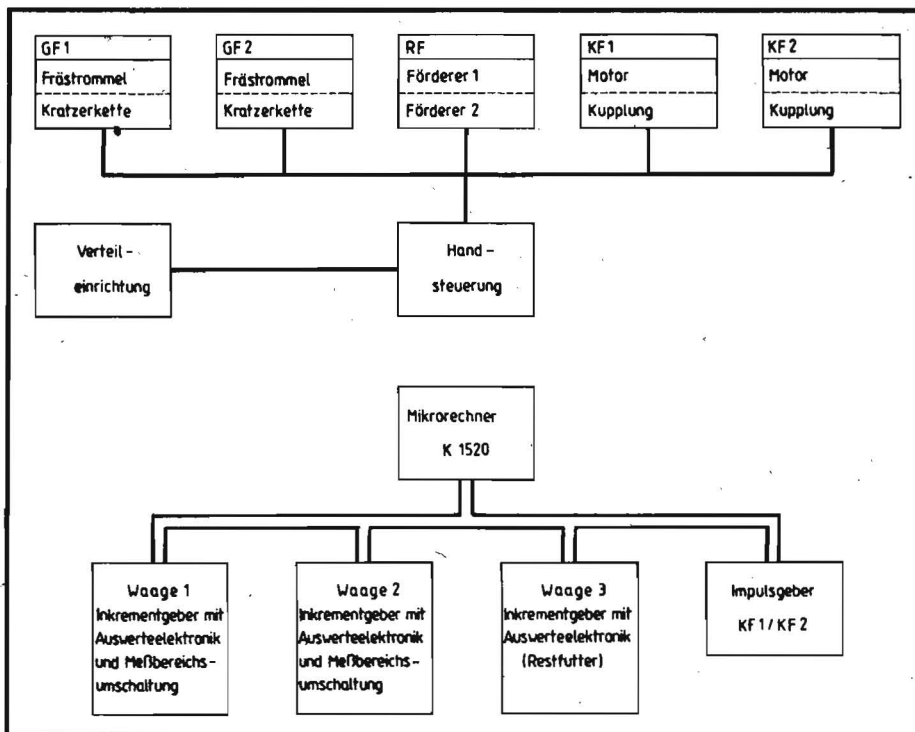 GF 1
Frästrommel
Kratzerkette
GF 2
Frästrommel
Kratzerkette
RF
Förderer 1
Förderer 2
KF 1
Motor
Kupplung
KF 2
Motor
Kupplung
Verteil-
einrichtung
Hand-
steuerung
Mikrorechner
K 1520
Waage 1
Inkrementgeber mit
Auswerteelektronik
und Meßbereichs-
umschaltung
Waage 2
Inkrementgeber mit
Auswerteelektronik
und Meßbereichs-
umschaltung
Waage 3
Inkrementgeber mit
Auswerteelektronik
(Restfutter)
Impulsgeber
KF 1 / KF 2